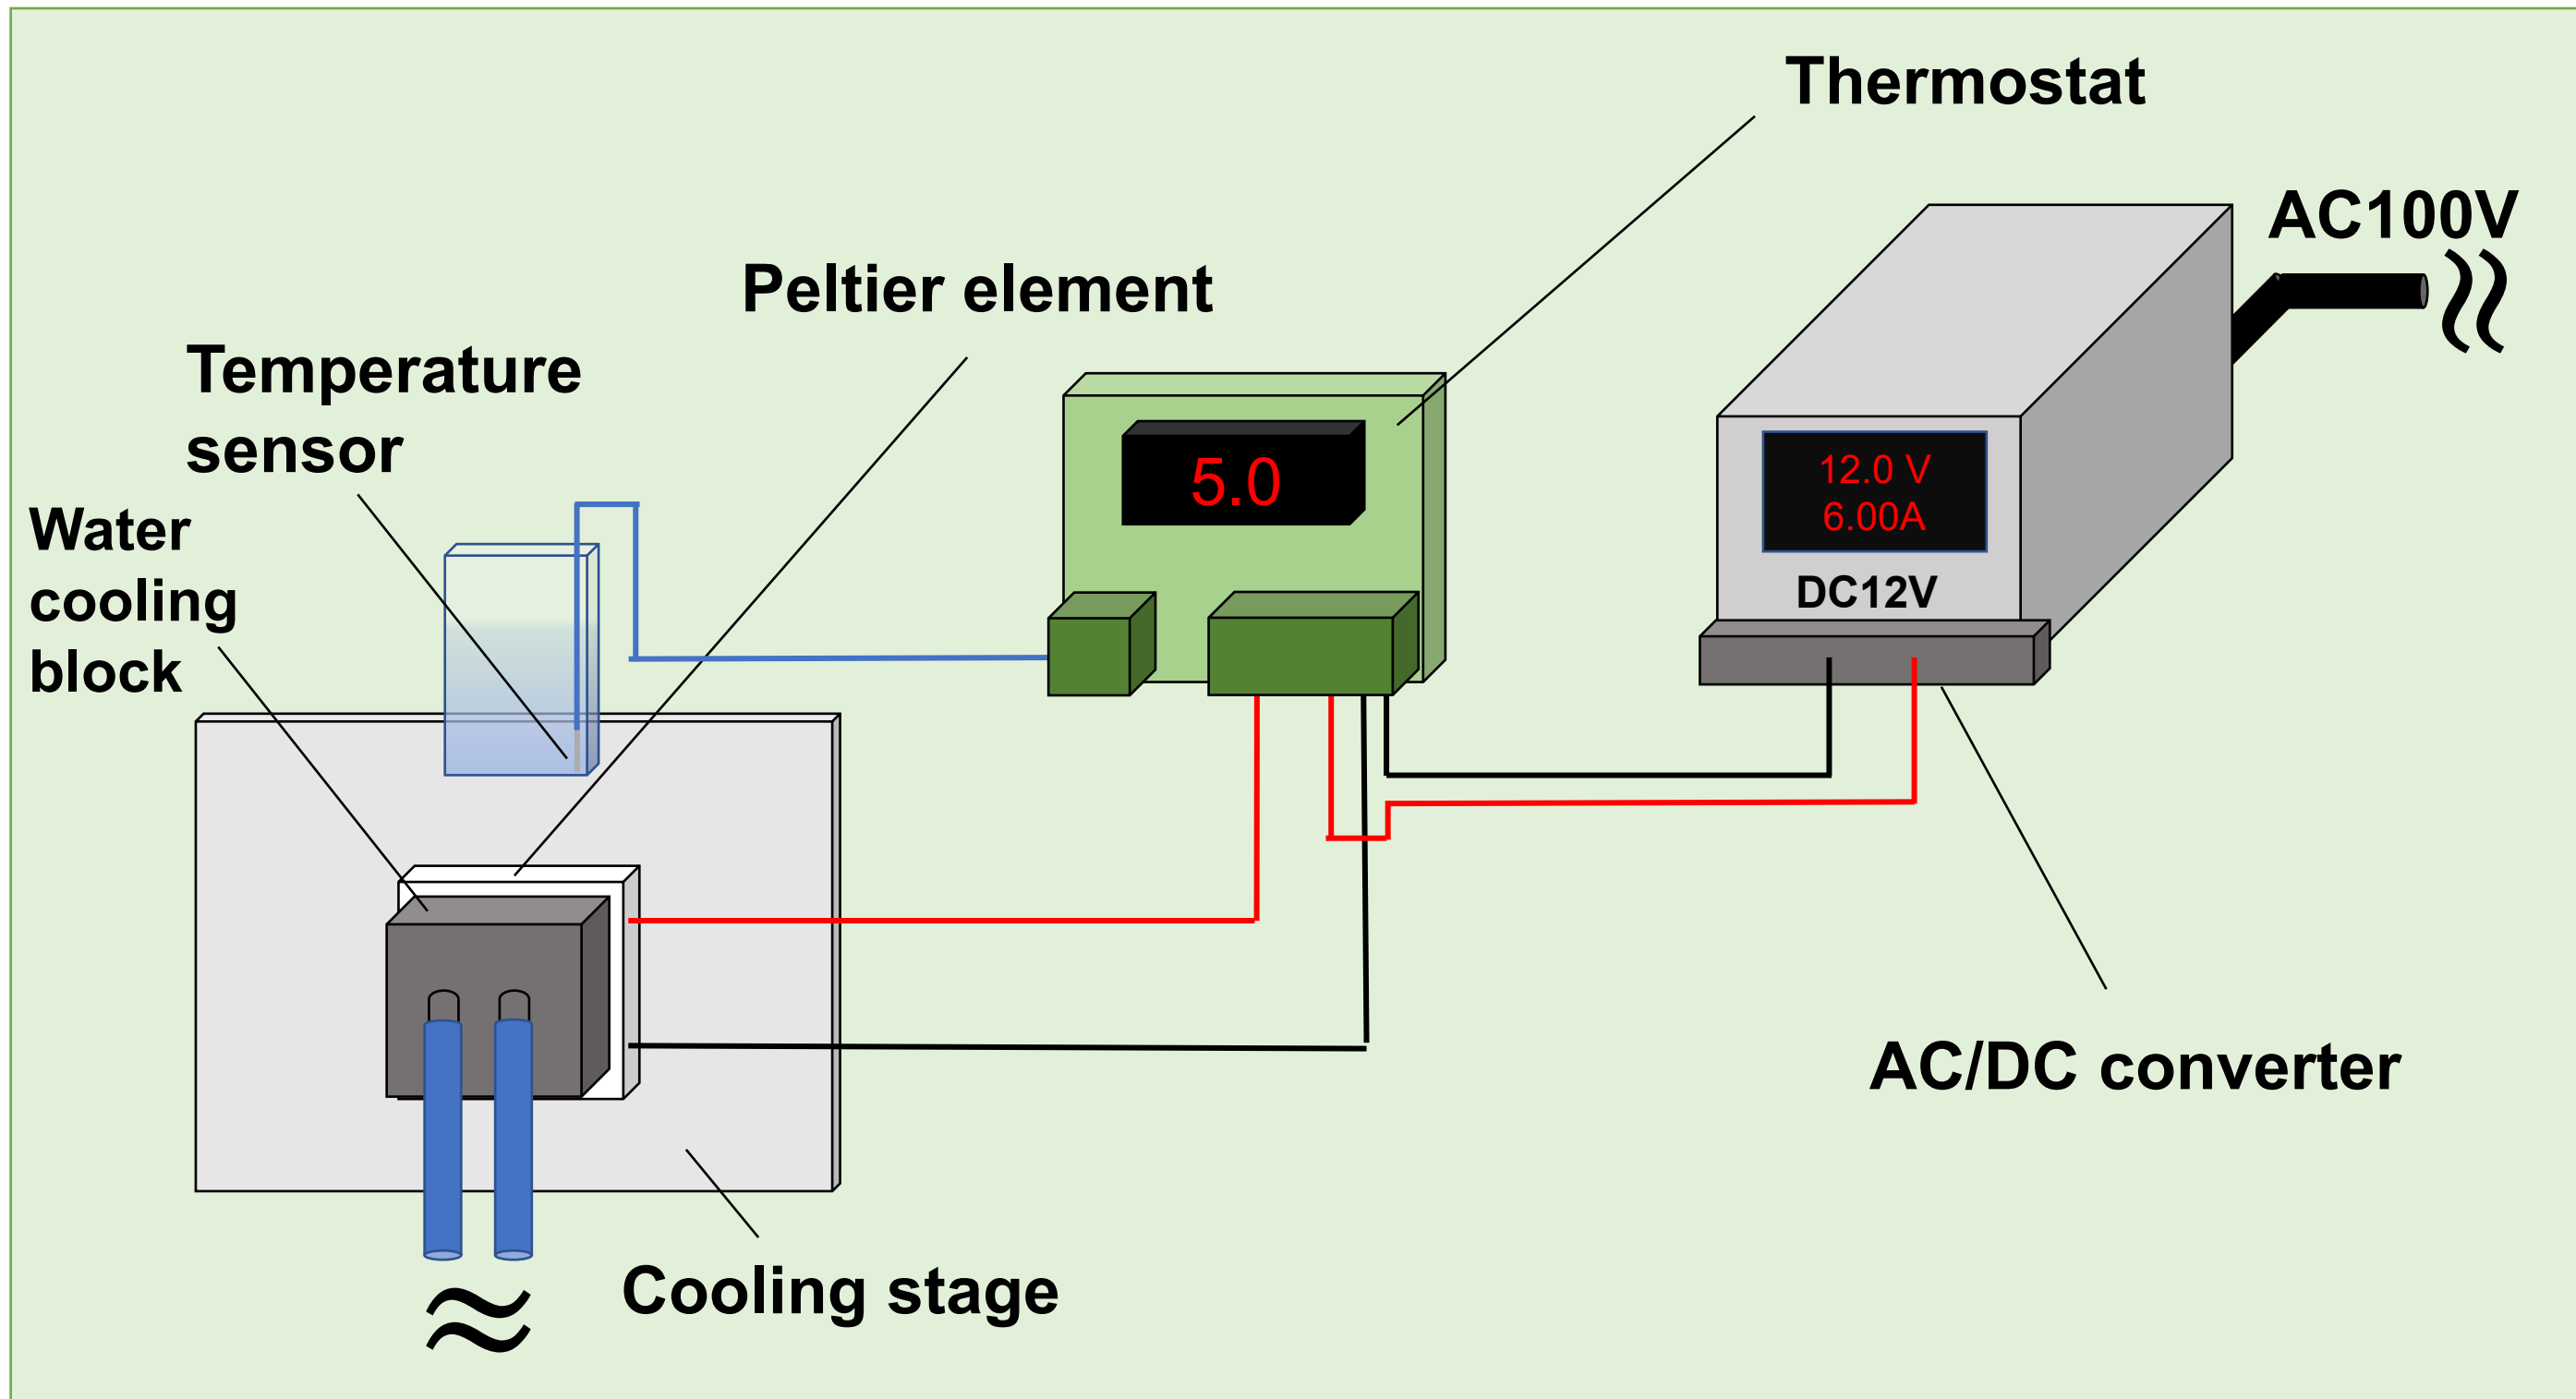 Thermostat
AC100V
Peltier element
Temperature
sensor
Water
cooling
block
5.0
12.0 V
6.00A
DC12V
AC/DC converter
Cooling stage